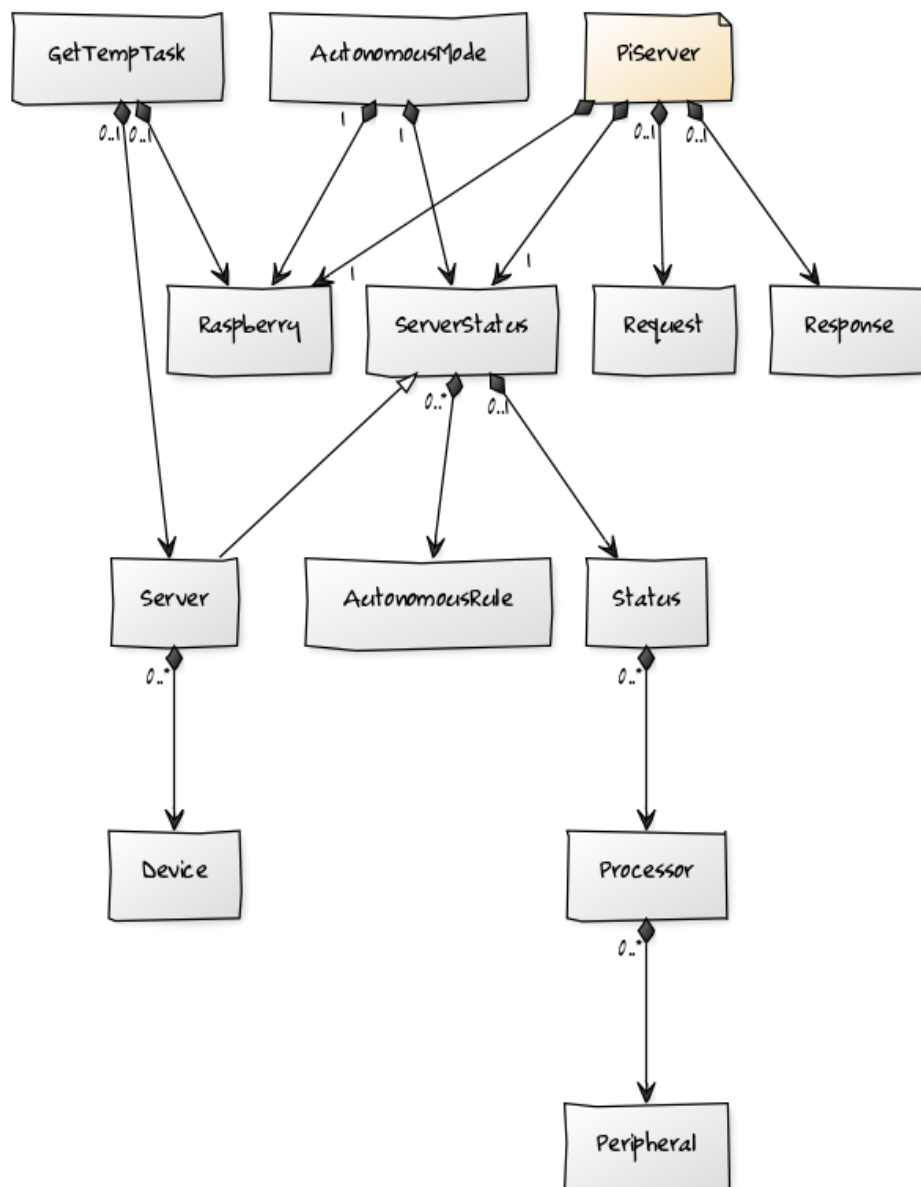 GetTempTask
AutonomousMode
PiServer
0..1
0..1
1
1
0..1
0..1
1
1
Raspberry
ServerStatus
Request
Response
0..*
0..1
Server
AutonomousRule
Status
0..*
0..*
Device
Processor
0..*
Peripheral